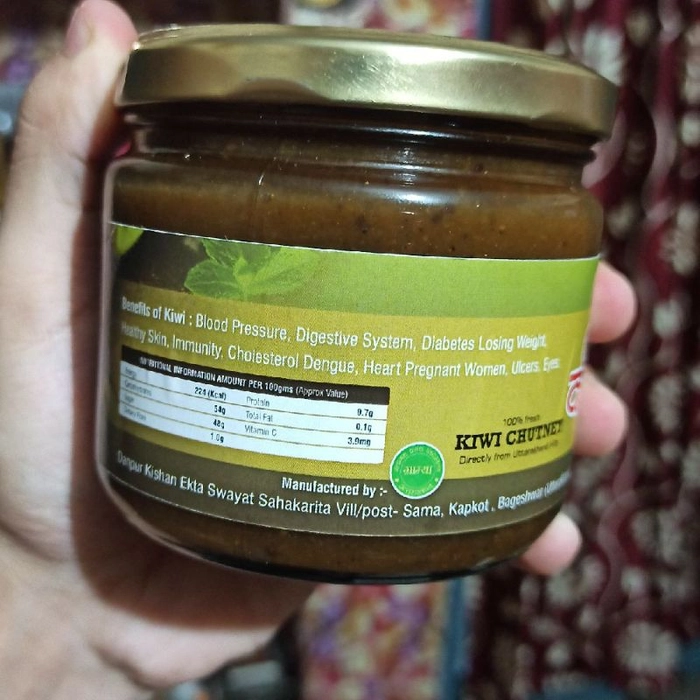 Benefits of Kiwi : Blood Pressure, Digestive System, Diabetes Losing Weight,
Healthy Skin, Immunity, Cholesterol Dengue, Heart Pregnant Women, Ulcers, Eyes.
NUTRITIONAL INFORMATION AMOUNT PER 100gms (Approx Value)
Energy 224 (Kcal) Protein 0.7g
Carbohydrates 54g Total Fat 0.1g
Sugar 48g Vitamin C 3.9mg
1.0g
100% fresh
KIWI CHUTNEY
Directly from Uttarakhand Hills
Manufactured by :-
Danpur Kishan Ekta Swayat Sahakarita Vill/post- Sama, Kapkot , Bageshwar